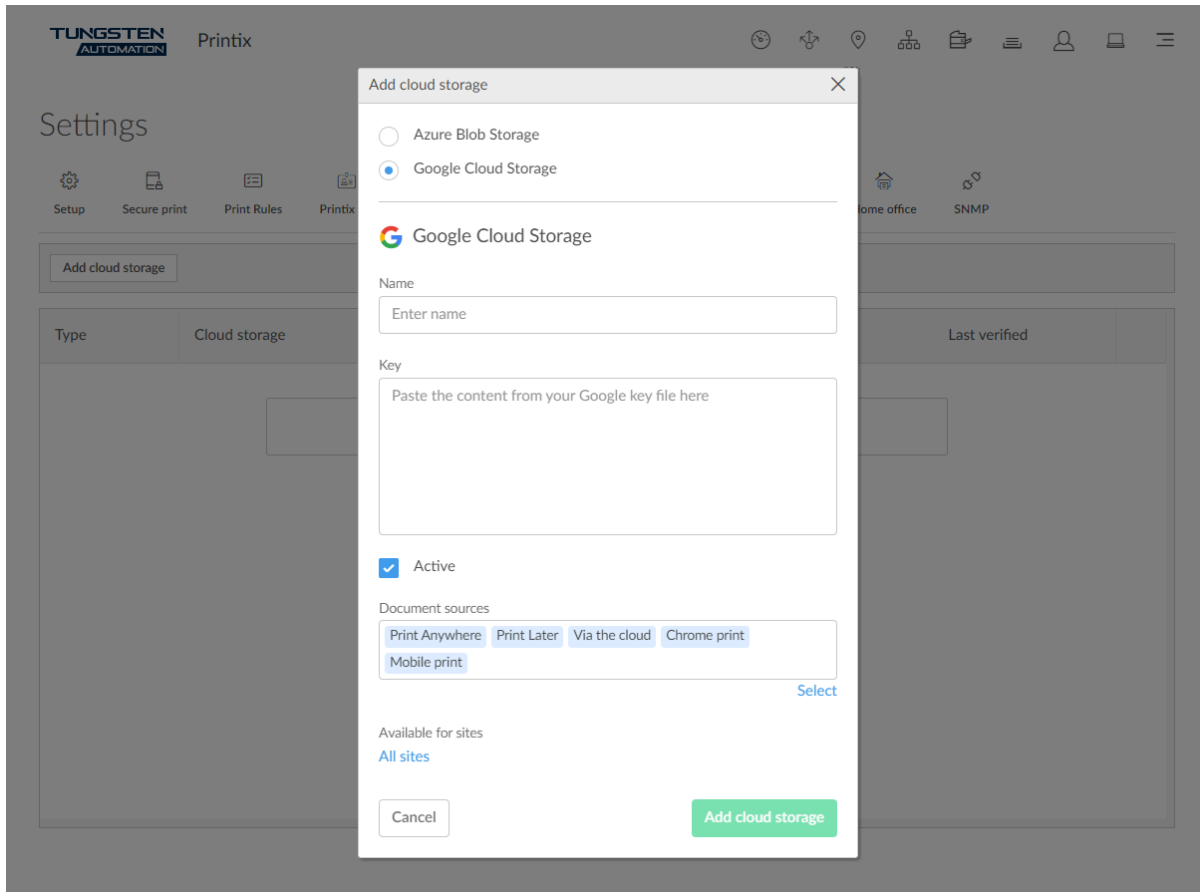 TUNGSTEN
AUTOMATION
Printix
Add cloud storage
Settings
Azure Blob Storage
Google Cloud Storage
Setup Secure print Print Rules Printix ome office SNMP
Google Cloud Storage
Add cloud storage
Name
Enter name
Type Cloud storage Last verified
Key
Paste the content from your Google key file here
Active
Document sources
Print Anywhere Print Later Via the cloud Chrome print
Mobile print
Select
Available for sites
All sites
Cancel Add cloud storage